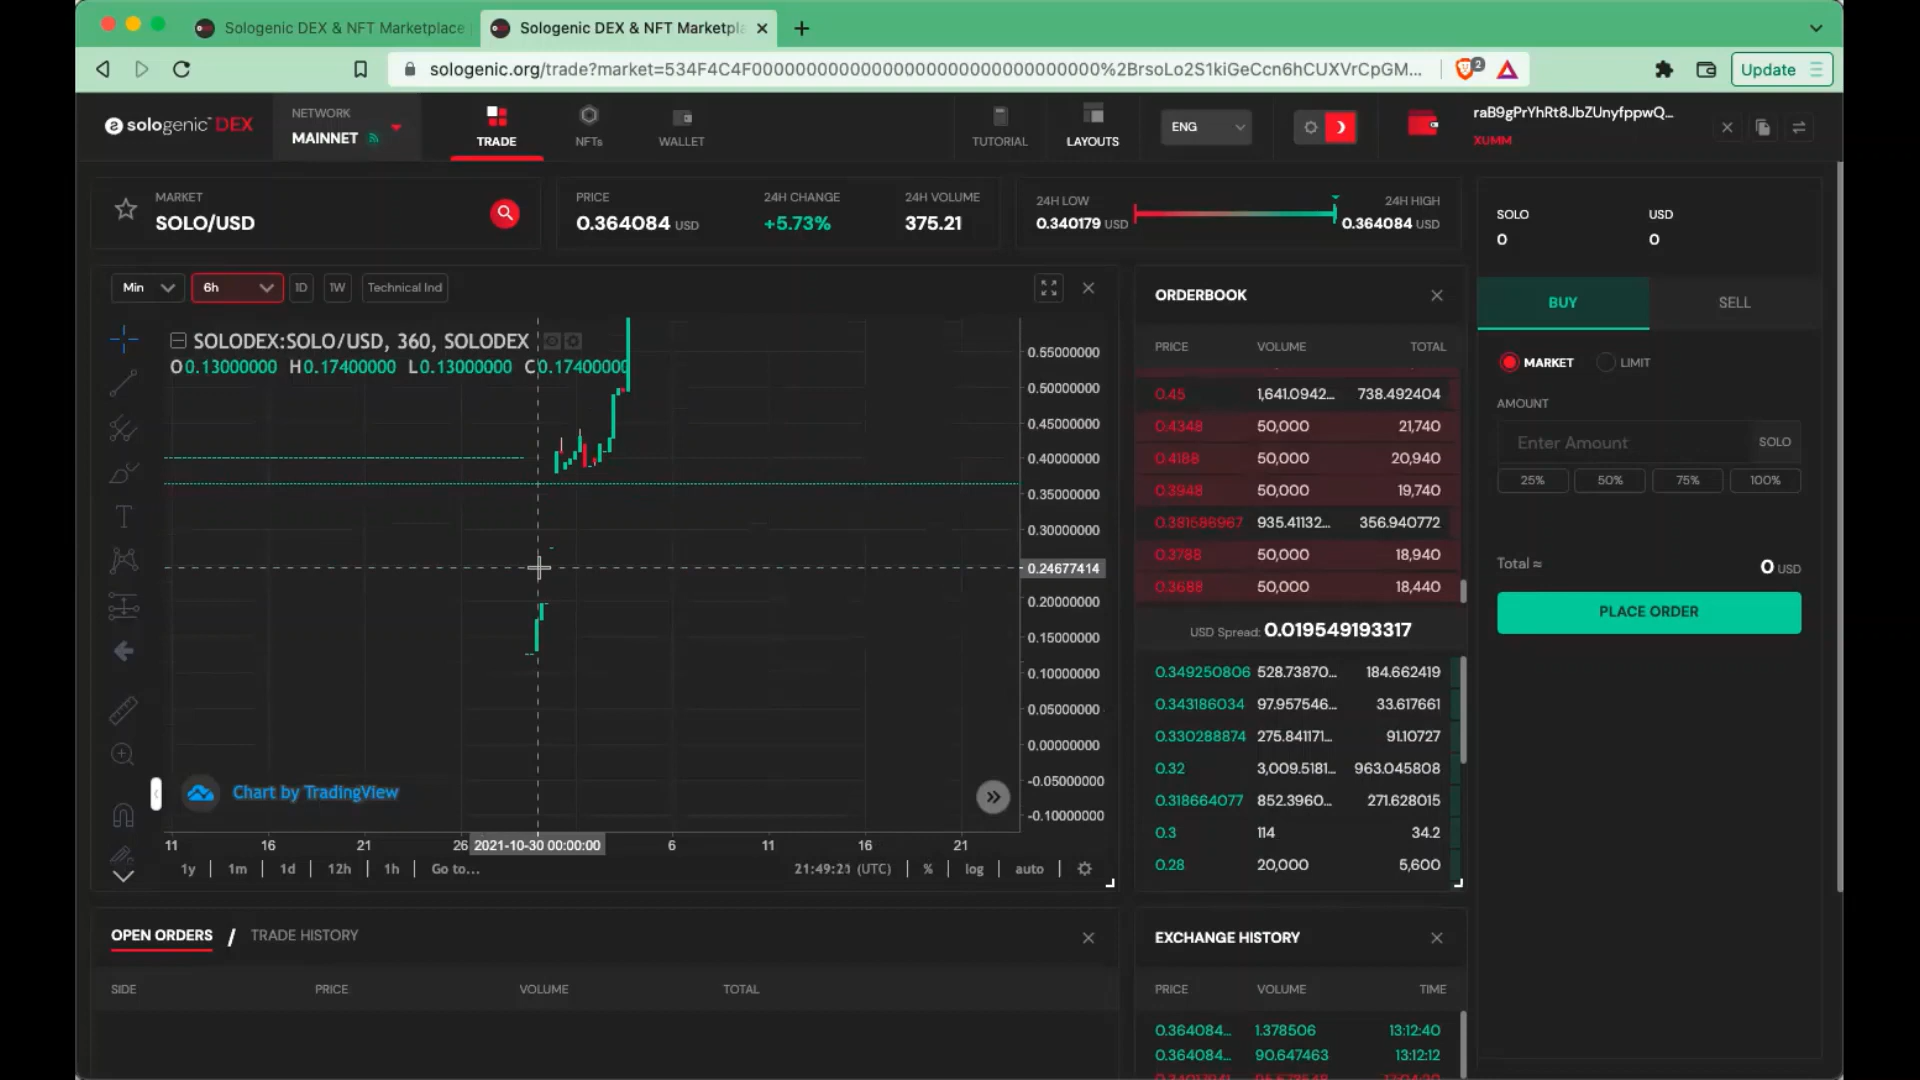 Sologenic DEX & NFT Marketplace
Sologenic DEX & NFT Marketpla
sologenic.org/trade?market=534F4C4F00000000000000000000000000000000%2BrsoLo2S1kiGeCcn6hCUXVrCpGM...
2
Update
sologenic DEX
NETWORK
MAINNET
TRADE
NFTs
WALLET
TUTORIAL
LAYOUTS
ENG
raB9gPrYhRt8JbZUnyfppwQ...
XUMM
MARKET
SOLO/USD
PRICE
0.364084 USD
24H CHANGE
+5.73%
24H VOLUME
375.21
24H LOW
0.340179 USD
24H HIGH
0.364084 USD
SOLO
0
USD
0
Min
6h
1D
1W
Technical Ind
SOLODEX:SOLO/USD, 360, SOLODEX
O0.13000000 H0.17400000 L0.13000000 C0.17400000
0.55000000
0.50000000
0.45000000
0.40000000
0.35000000
0.30000000
0.24677414
0.20000000
0.15000000
0.10000000
0.05000000
0.00000000
-0.05000000
-0.10000000
Chart by TradingView
11 16 21 26 2021-10-30 00:00:00 6 11 16 21
1y 1m 1d 12h 1h Go to... 21:49:21 (UTC) % log auto
ORDERBOOK
PRICE VOLUME TOTAL
0.45 1,641.0942... 738.492404
0.4348 50,000 21,740
0.4188 50,000 20,940
0.3948 50,000 19,740
0.381586967 935.41132... 356.940772
0.3788 50,000 18,940
0.3688 50,000 18,440
USD Spread: 0.019549193317
0.349250806 528.73870... 184.662419
0.343186034 97.957546... 33.617661
0.330288874 275.841171... 91.10727
0.32 3,009.5181... 963.045808
0.318664077 852.3960... 271.628015
0.3 114 34.2
0.28 20,000 5,600
BUY
SELL
MARKET
LIMIT
AMOUNT
Enter Amount
SOLO
25% 50% 75% 100%
Total ≈
0 USD
PLACE ORDER
OPEN ORDERS / TRADE HISTORY
SIDE PRICE VOLUME TOTAL
EXCHANGE HISTORY
PRICE VOLUME TIME
0.364084... 1.378506 13:12:40
0.364084... 90.647463 13:12:12